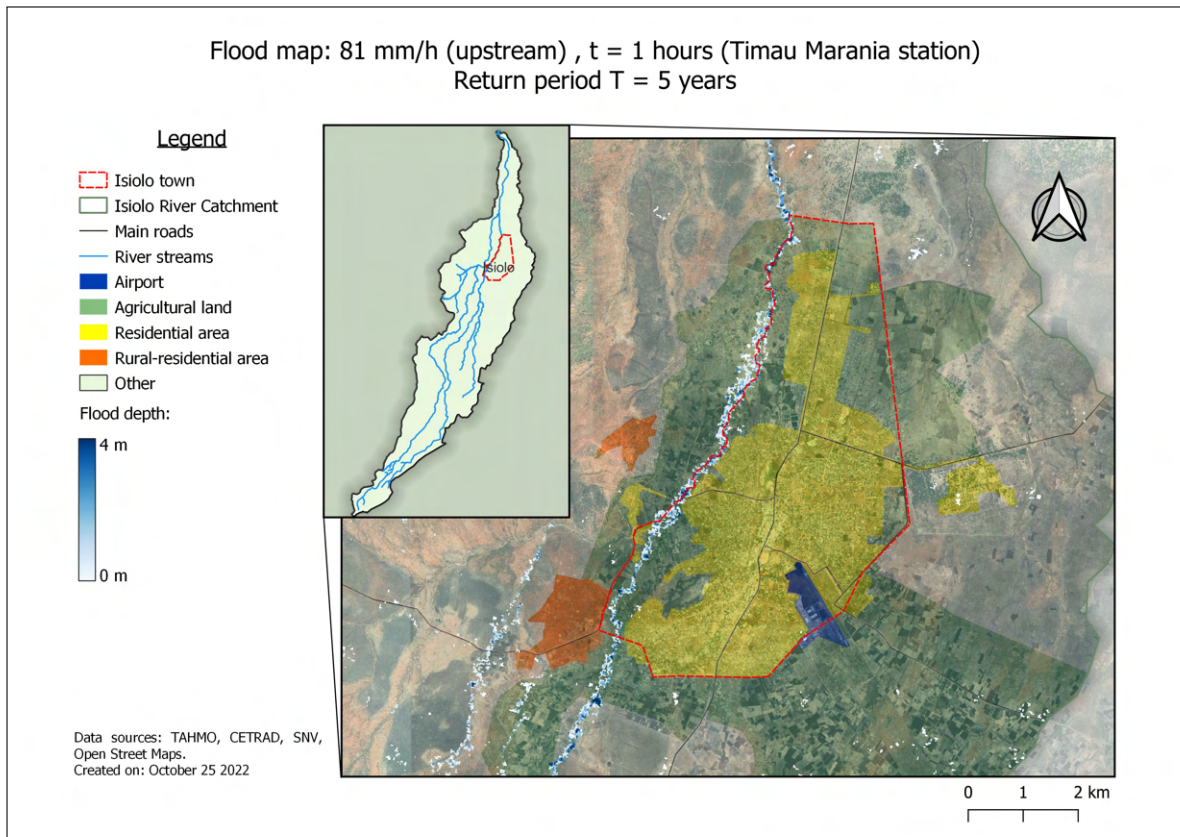 Flood map: 81 mm/h (upstream) , t = 1 hours (Timau Marania station)
Return period T = 5 years
Legend
Isiolo town
Isiolo River Catchment
Main roads
River streams
Airport
Agricultural land
Residential area
Rural-residential area
Other
Flood depth:
4 m
0 m
siolo
Data sources: TAHMO, CETRAD, SNV,
Open Street Maps.
Created on: October 25 2022
0 1 2 km